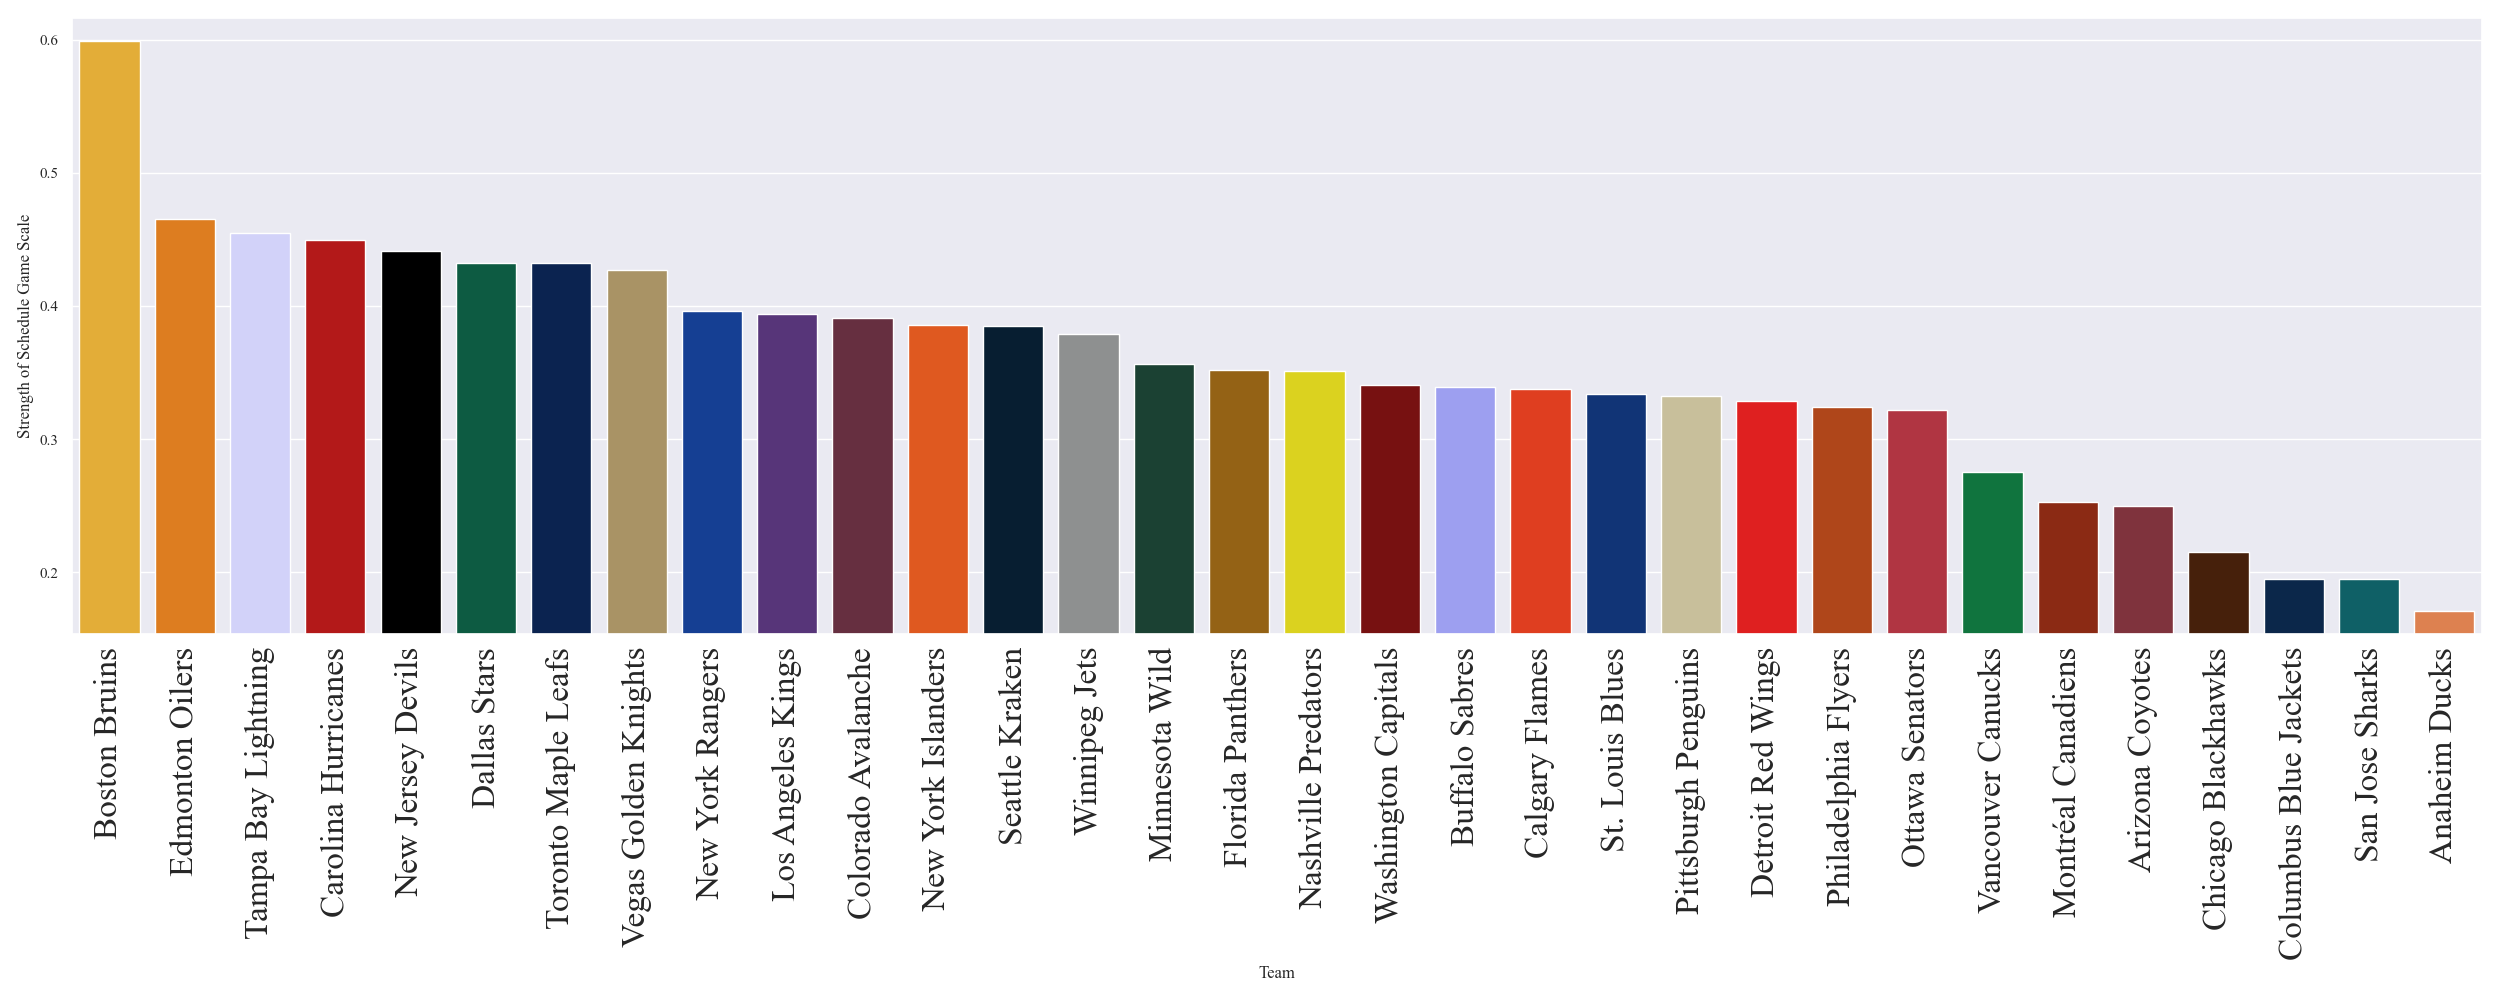 0.6
0.5
0.4
0.3
0.2
Strength of Schedule Game Scale
Boston Bruins
Edmonton Oilers
Tampa Bay Lightning
Carolina Hurricanes
New Jersey Devils
Dallas Stars
Toronto Maple Leafs
Vegas Golden Knights
New York Rangers
Los Angeles Kings
Colorado Avalanche
New York Islanders
Seattle Kraken
Winnipeg Jets
Minnesota Wild
Florida Panthers
Nashville Predators
Washington Capitals
Buffalo Sabres
Calgary Flames
St. Louis Blues
Pittsburgh Penguins
Detroit Red Wings
Philadelphia Flyers
Ottawa Senators
Vancouver Canucks
Montréal Canadiens
Arizona Coyotes
Chicago Blackhawks
Columbus Blue Jackets
San Jose Sharks
Anaheim Ducks
Team